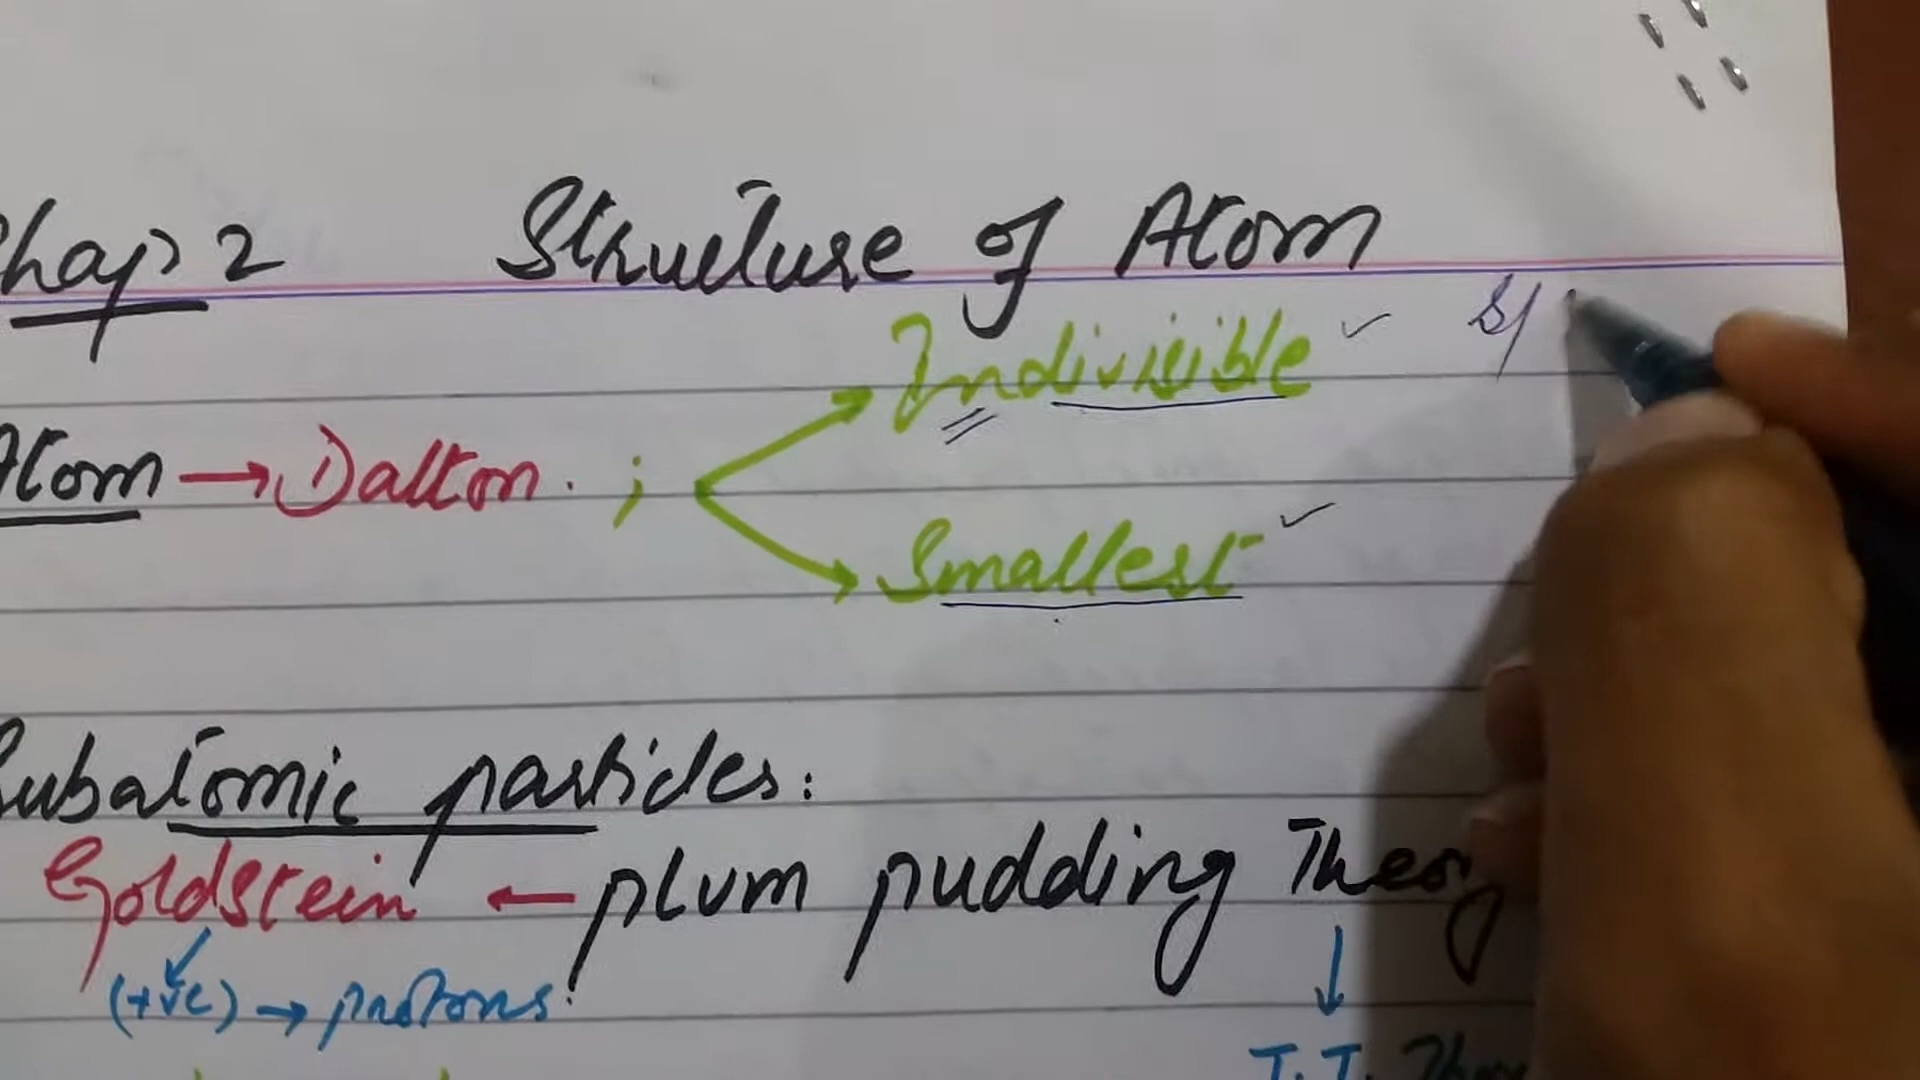 Chap 2 Structure of Atom
Indivisible
Atom → Dalton. ;
Smallest
Subatomic particles:
Goldstein ← plum pudding Theory
(+ve) → protons.
J.J.